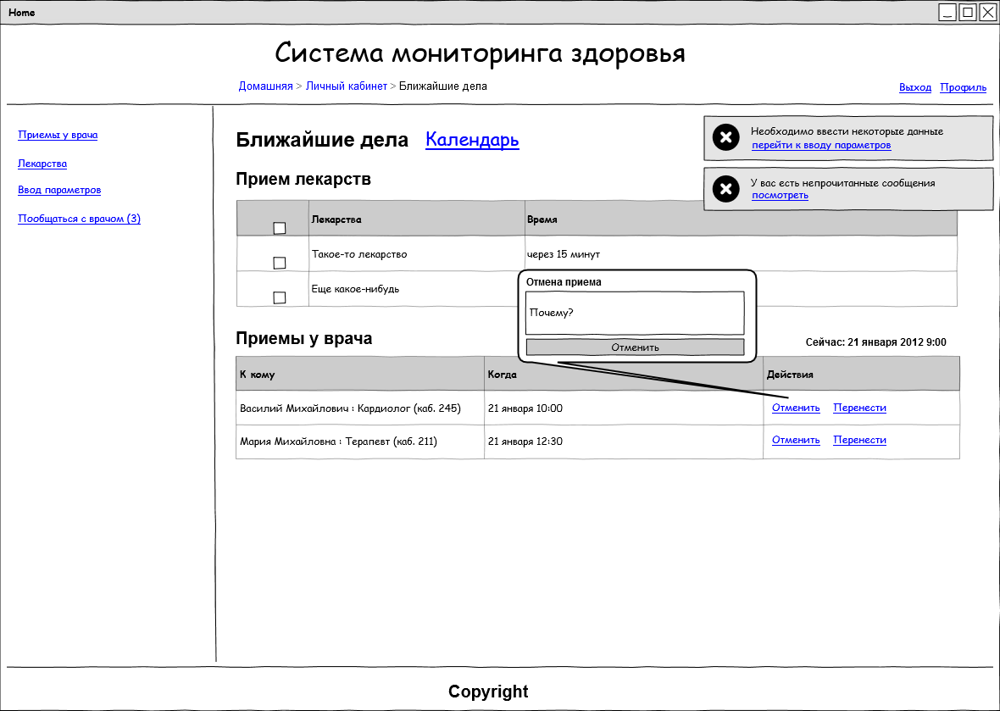 Home
Система мониторинга здоровья
Домашняя > Личный кабинет > Ближайшие дела
Выход Профиль
Приемы у врача
Лекарства
Ввод параметров
Пообщаться с врачом (3)
Ближайшие дела Календарь
Необходимо ввести некоторые данные
перейти к вводу параметров
У вас есть непрочитанные сообщения
посмотреть
Прием лекарств
Лекарства Время
Такое-то лекарство через 15 минут
Еще какое-нибудь
Отмена приема
Почему?
Отменить
Приемы у врача
Сейчас: 21 января 2012 9:00
К кому Когда Действия
Василий Михайлович : Кардиолог (каб. 245) 21 января 10:00 Отменить Перенести
Мария Михайловна : Терапевт (каб. 211) 21 января 12:30 Отменить Перенести
Copyright